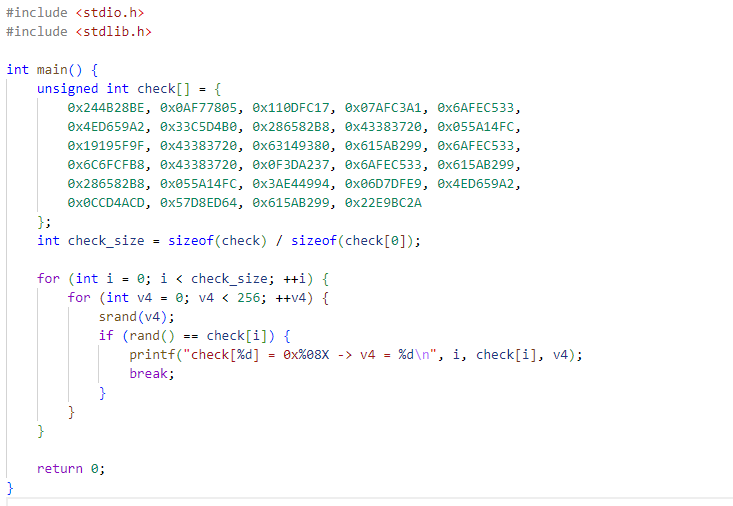 #include <stdio.h>
#include <stdlib.h>
int main() {
    unsigned int check[] = {
        0x244B28BE, 0x0AF77805, 0x110DFC17, 0x07AFC3A1, 0x6AFEC533,
        0x4ED659A2, 0x33C5D4B0, 0x286582B8, 0x43383720, 0x055A14FC,
        0x19195F9F, 0x43383720, 0x63149380, 0x615AB299, 0x6AFEC533,
        0x6C6FCFB8, 0x43383720, 0x0F3DA237, 0x6AFEC533, 0x615AB299,
        0x286582B8, 0x055A14FC, 0x3AE44994, 0x06D7DFE9, 0x4ED659A2,
        0x0CCD4ACD, 0x57D8ED64, 0x615AB299, 0x22E9BC2A
    };
    int check_size = sizeof(check) / sizeof(check[0]);
    for (int i = 0; i < check_size; ++i) {
        for (int v4 = 0; v4 < 256; ++v4) {
            srand(v4);
            if (rand() == check[i]) {
                printf("check[%d] = 0x%08X -> v4 = %d\n", i, check[i], v4);
                break;
            }
        }
    }
    return 0;
}